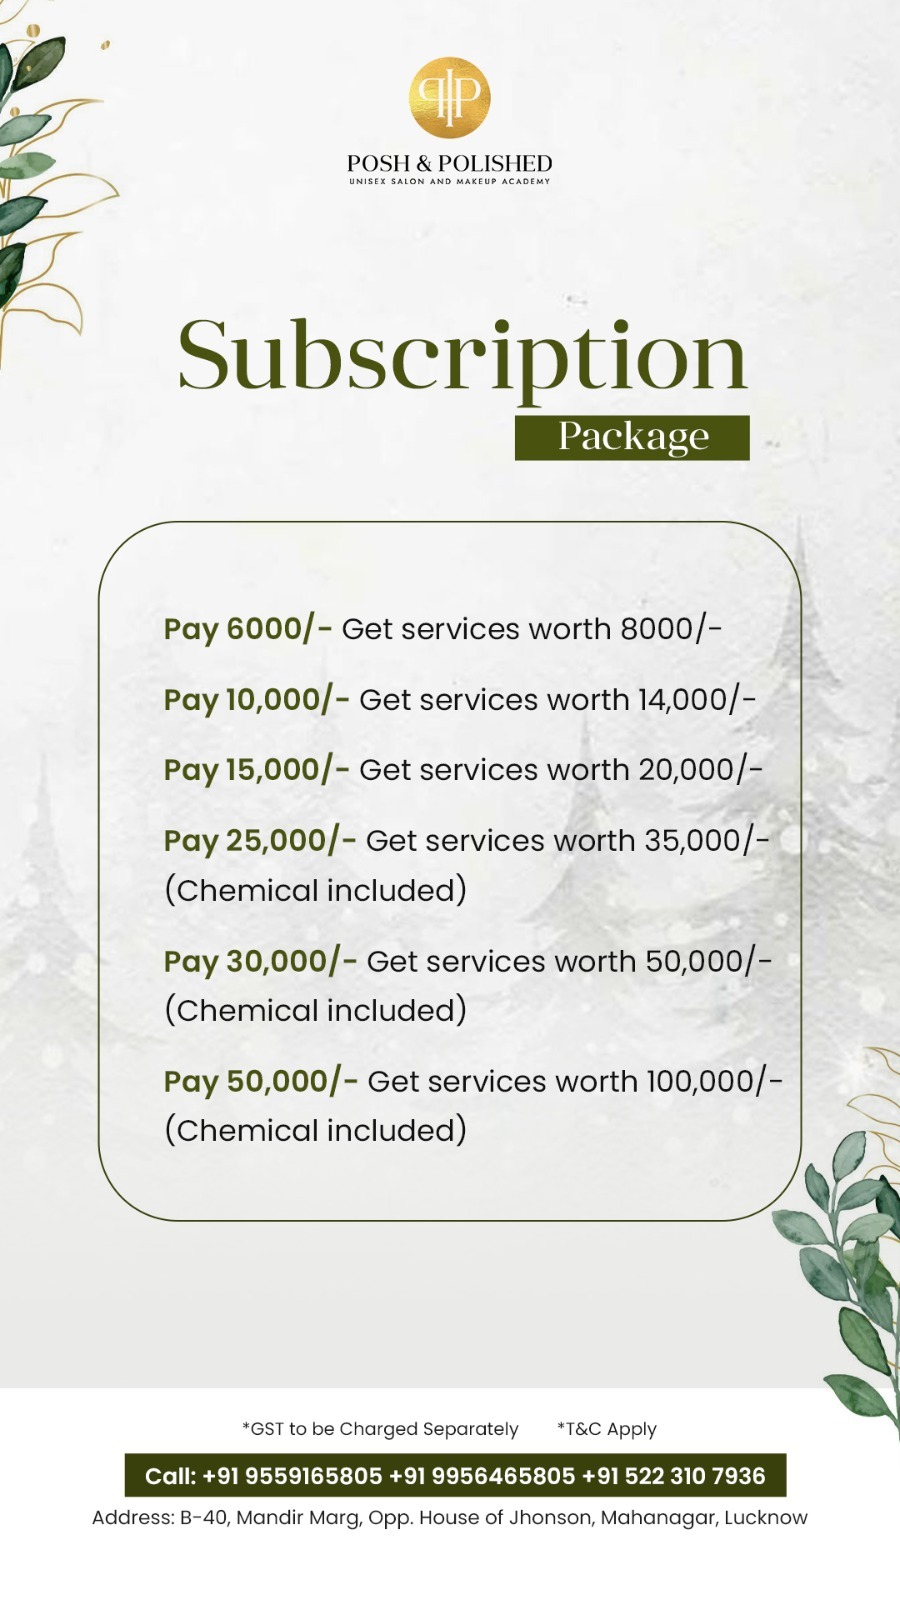 PIP
POSH & POLISHED
UNISEX SALON AND MAKEUP ACADEMY
Subscription
Package
Pay 6000/- Get services worth 8000/-
Pay 10,000/- Get services worth 14,000/-
Pay 15,000/- Get services worth 20,000/-
Pay 25,000/- Get services worth 35,000/-
(Chemical included)
Pay 30,000/- Get services worth 50,000/-
(Chemical included)
Pay 50,000/- Get services worth 100,000/-
(Chemical included)
*GST to be Charged Separately *T&C Apply
Call: +91 9559165805 +91 9956465805 +91 522 310 7936
Address: B-40, Mandir Marg, Opp. House of Jhonson, Mahanagar, Lucknow